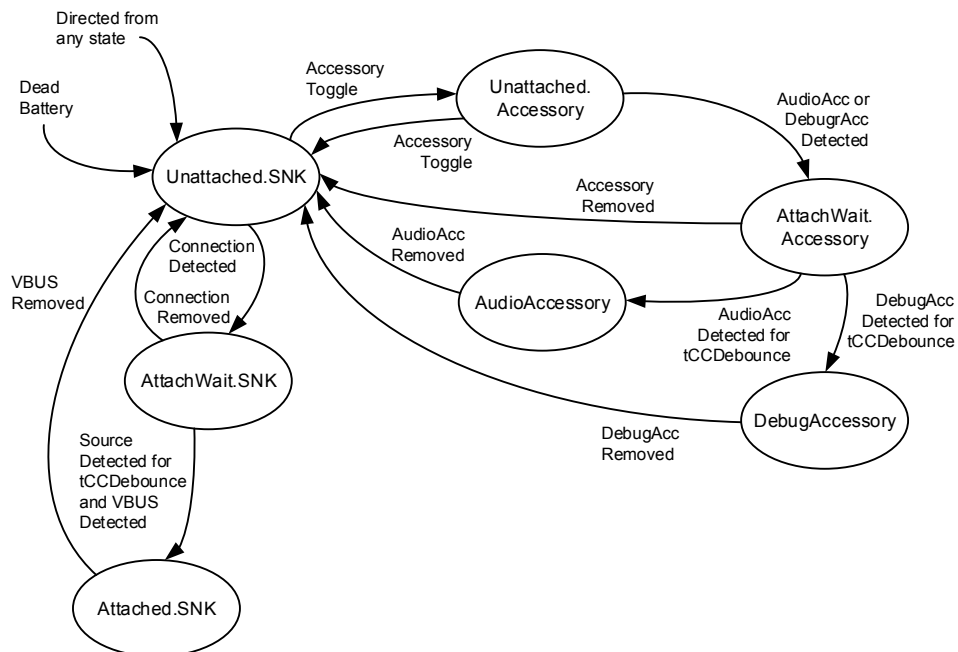 Directed from
any state
Dead
Battery
Accessory
Toggle
Unattached.
Accessory
AudioAcc or
DebugrAcc
Detected
Accessory
Toggle
Unattached.SNK
Accessory
Removed
AttachWait.
Accessory
Connection
Detected
AudioAcc
Removed
VBUS
Removed
Connection
Removed
AudioAccessory
AudioAcc
Detected for
tCCDebounce
DebugAcc
Detected for
tCCDebounce
AttachWait.SNK
DebugAccessory
DebugAcc
Removed
Source
Detected for
tCCDebounce
and VBUS
Detected
Attached.SNK